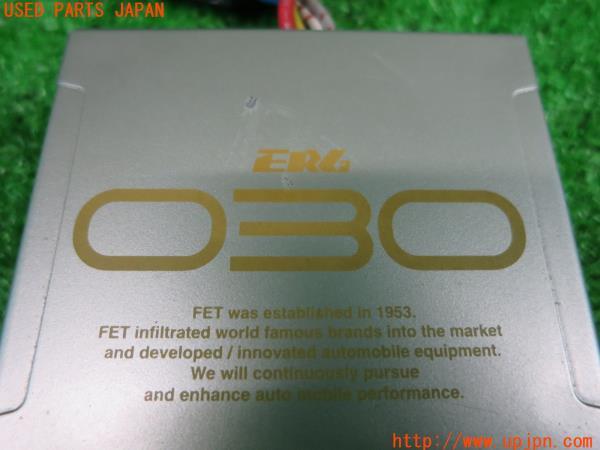 USED PARTS JAPAN
ERG
030
FET was established in 1953.
FET infiltrated world famous brands into the market
and developed / innovated automobile equipment.
We will continuously pursue
and enhance auto mobile performance.
http://www.upjpn.com